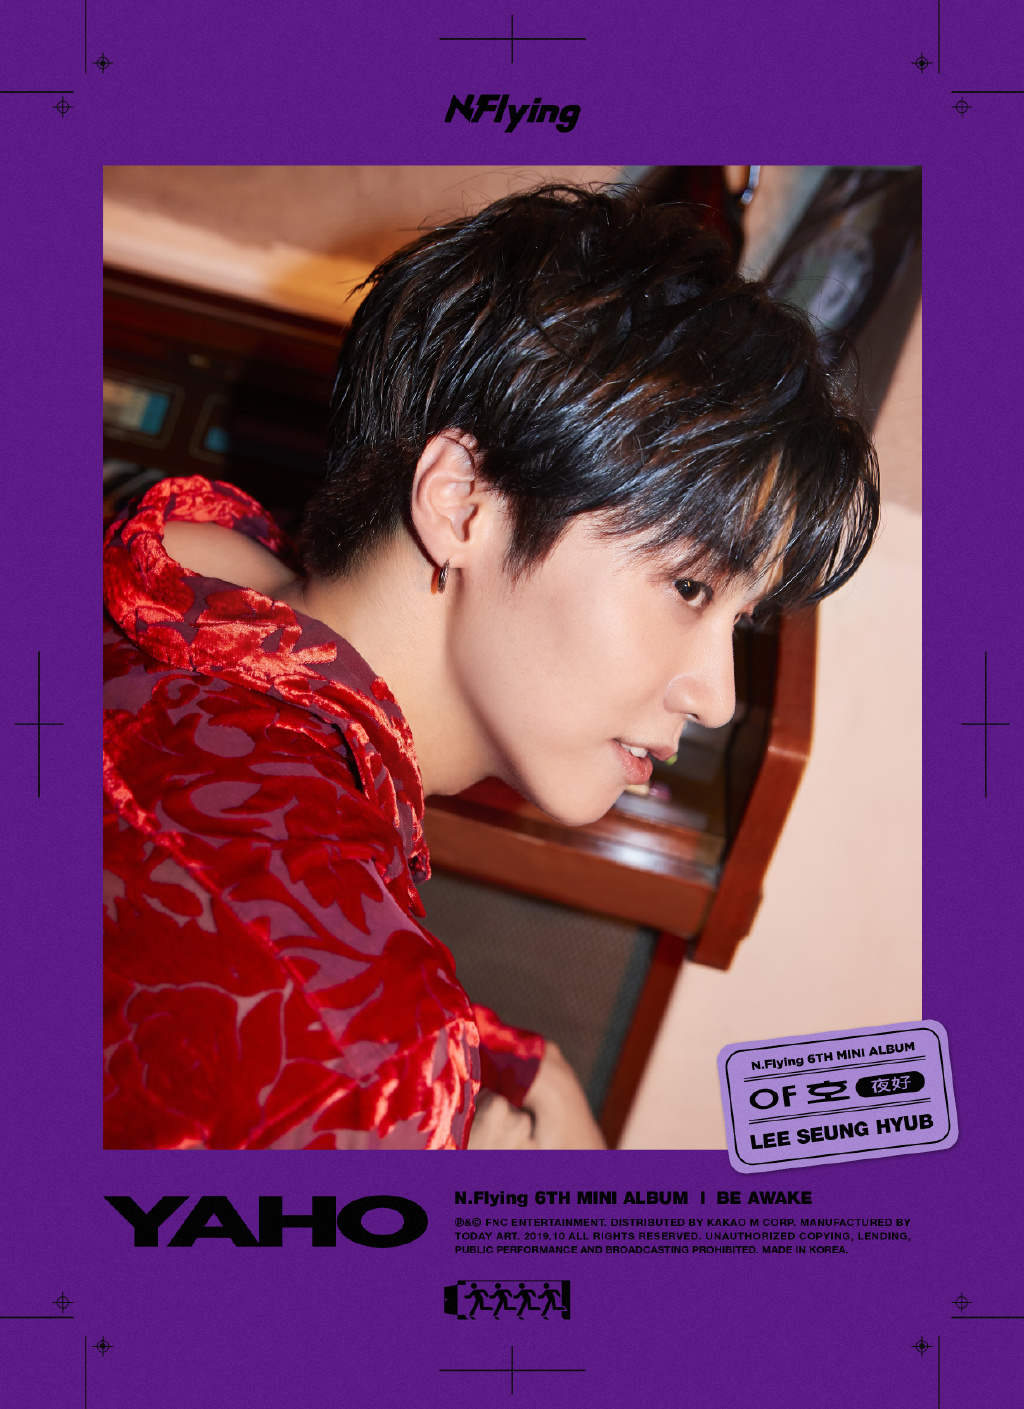 N.Flying
N.Flying 6TH MINI ALBUM
야호 夜好
LEE SEUNG HYUB
YAHO
N.Flying 6TH MINI ALBUM | BE AWAKE
℗&© FNC ENTERTAINMENT. DISTRIBUTED BY KAKAO M CORP. MANUFACTURED BY
TODAY ART. 2019.10 ALL RIGHTS RESERVED. UNAUTHORIZED COPYING, LENDING,
PUBLIC PERFORMANCE AND BROADCASTING PROHIBITED. MADE IN KOREA.